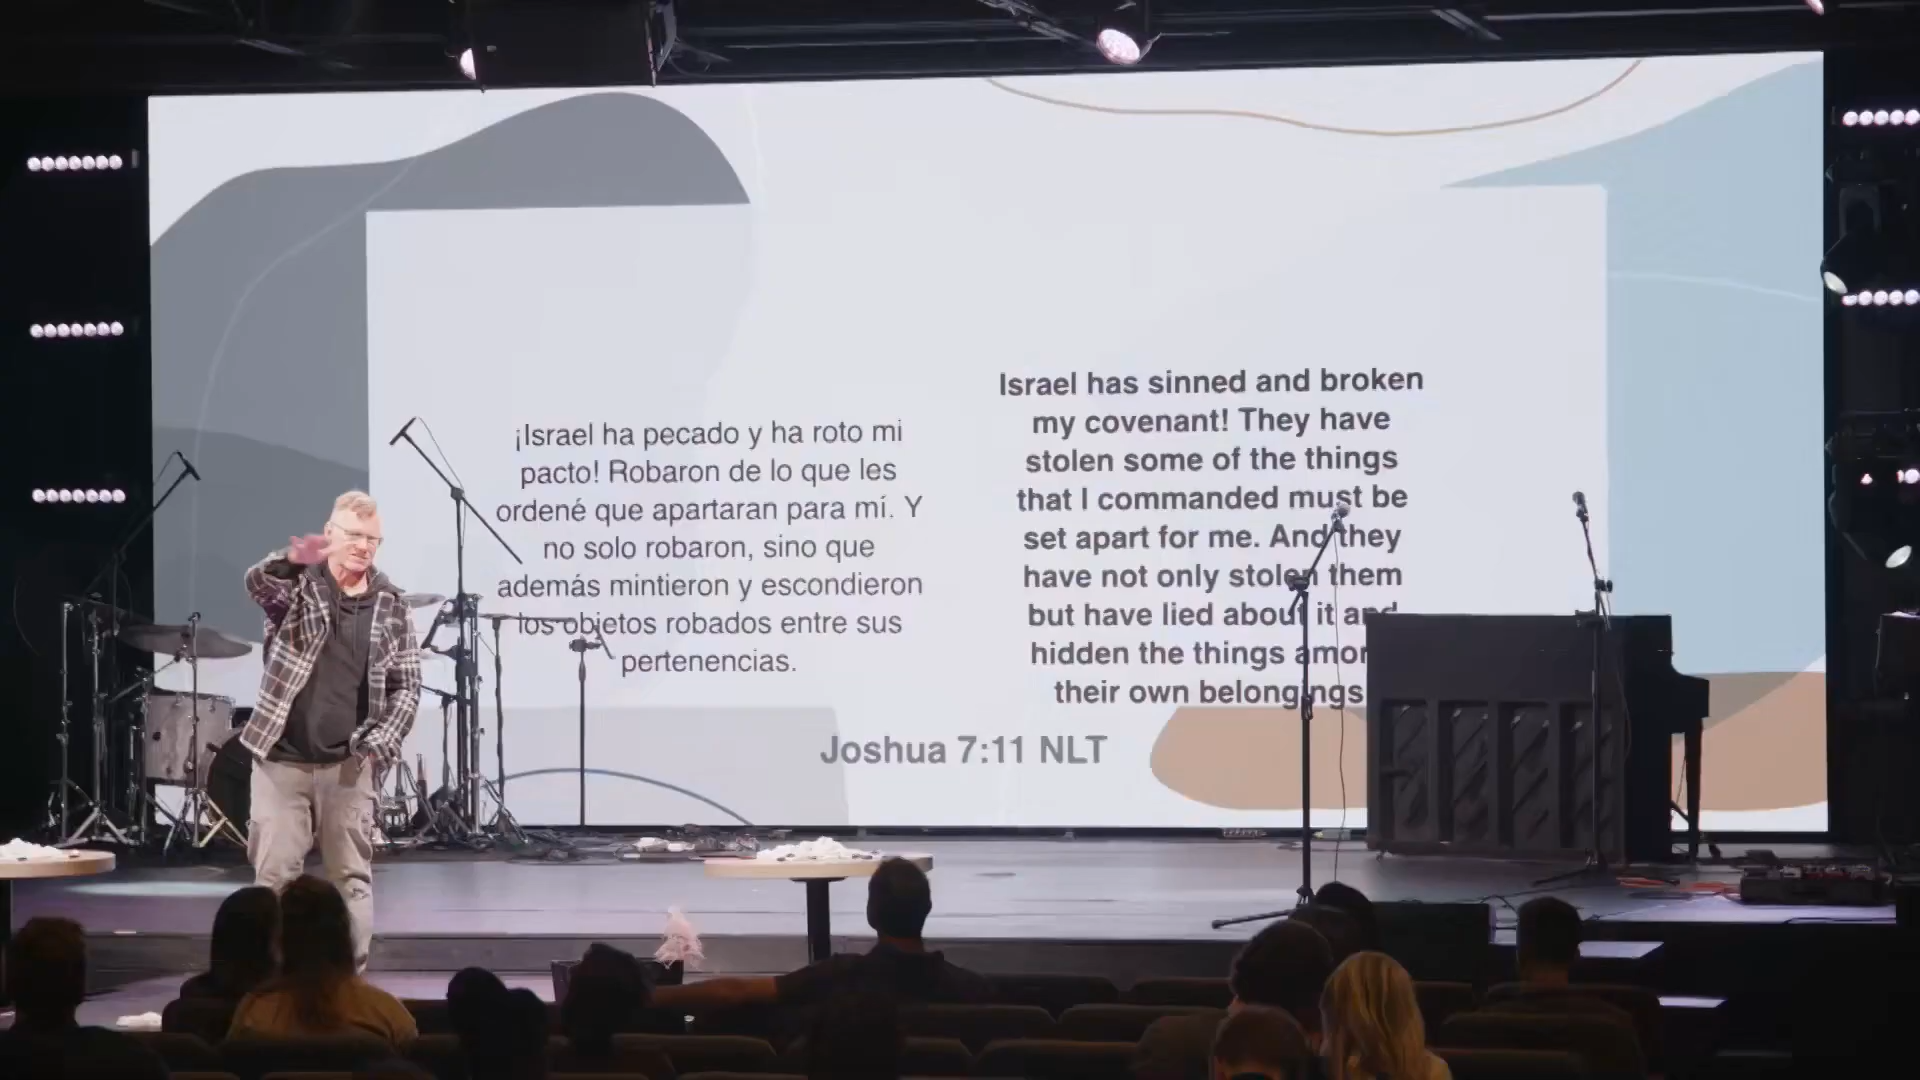 ¡Israel ha pecado y ha roto mi
pacto! Robaron de lo que les
ordené que apartaran para mí. Y
no solo robaron, sino que
además mintieron y escondieron
los objetos robados entre sus
pertenencias.
Israel has sinned and broken
my covenant! They have
stolen some of the things
that I commanded must be
set apart for me. And they
have not only stolen them
but have lied about it and
hidden the things
their own belongings
Joshua 7:11 NLT